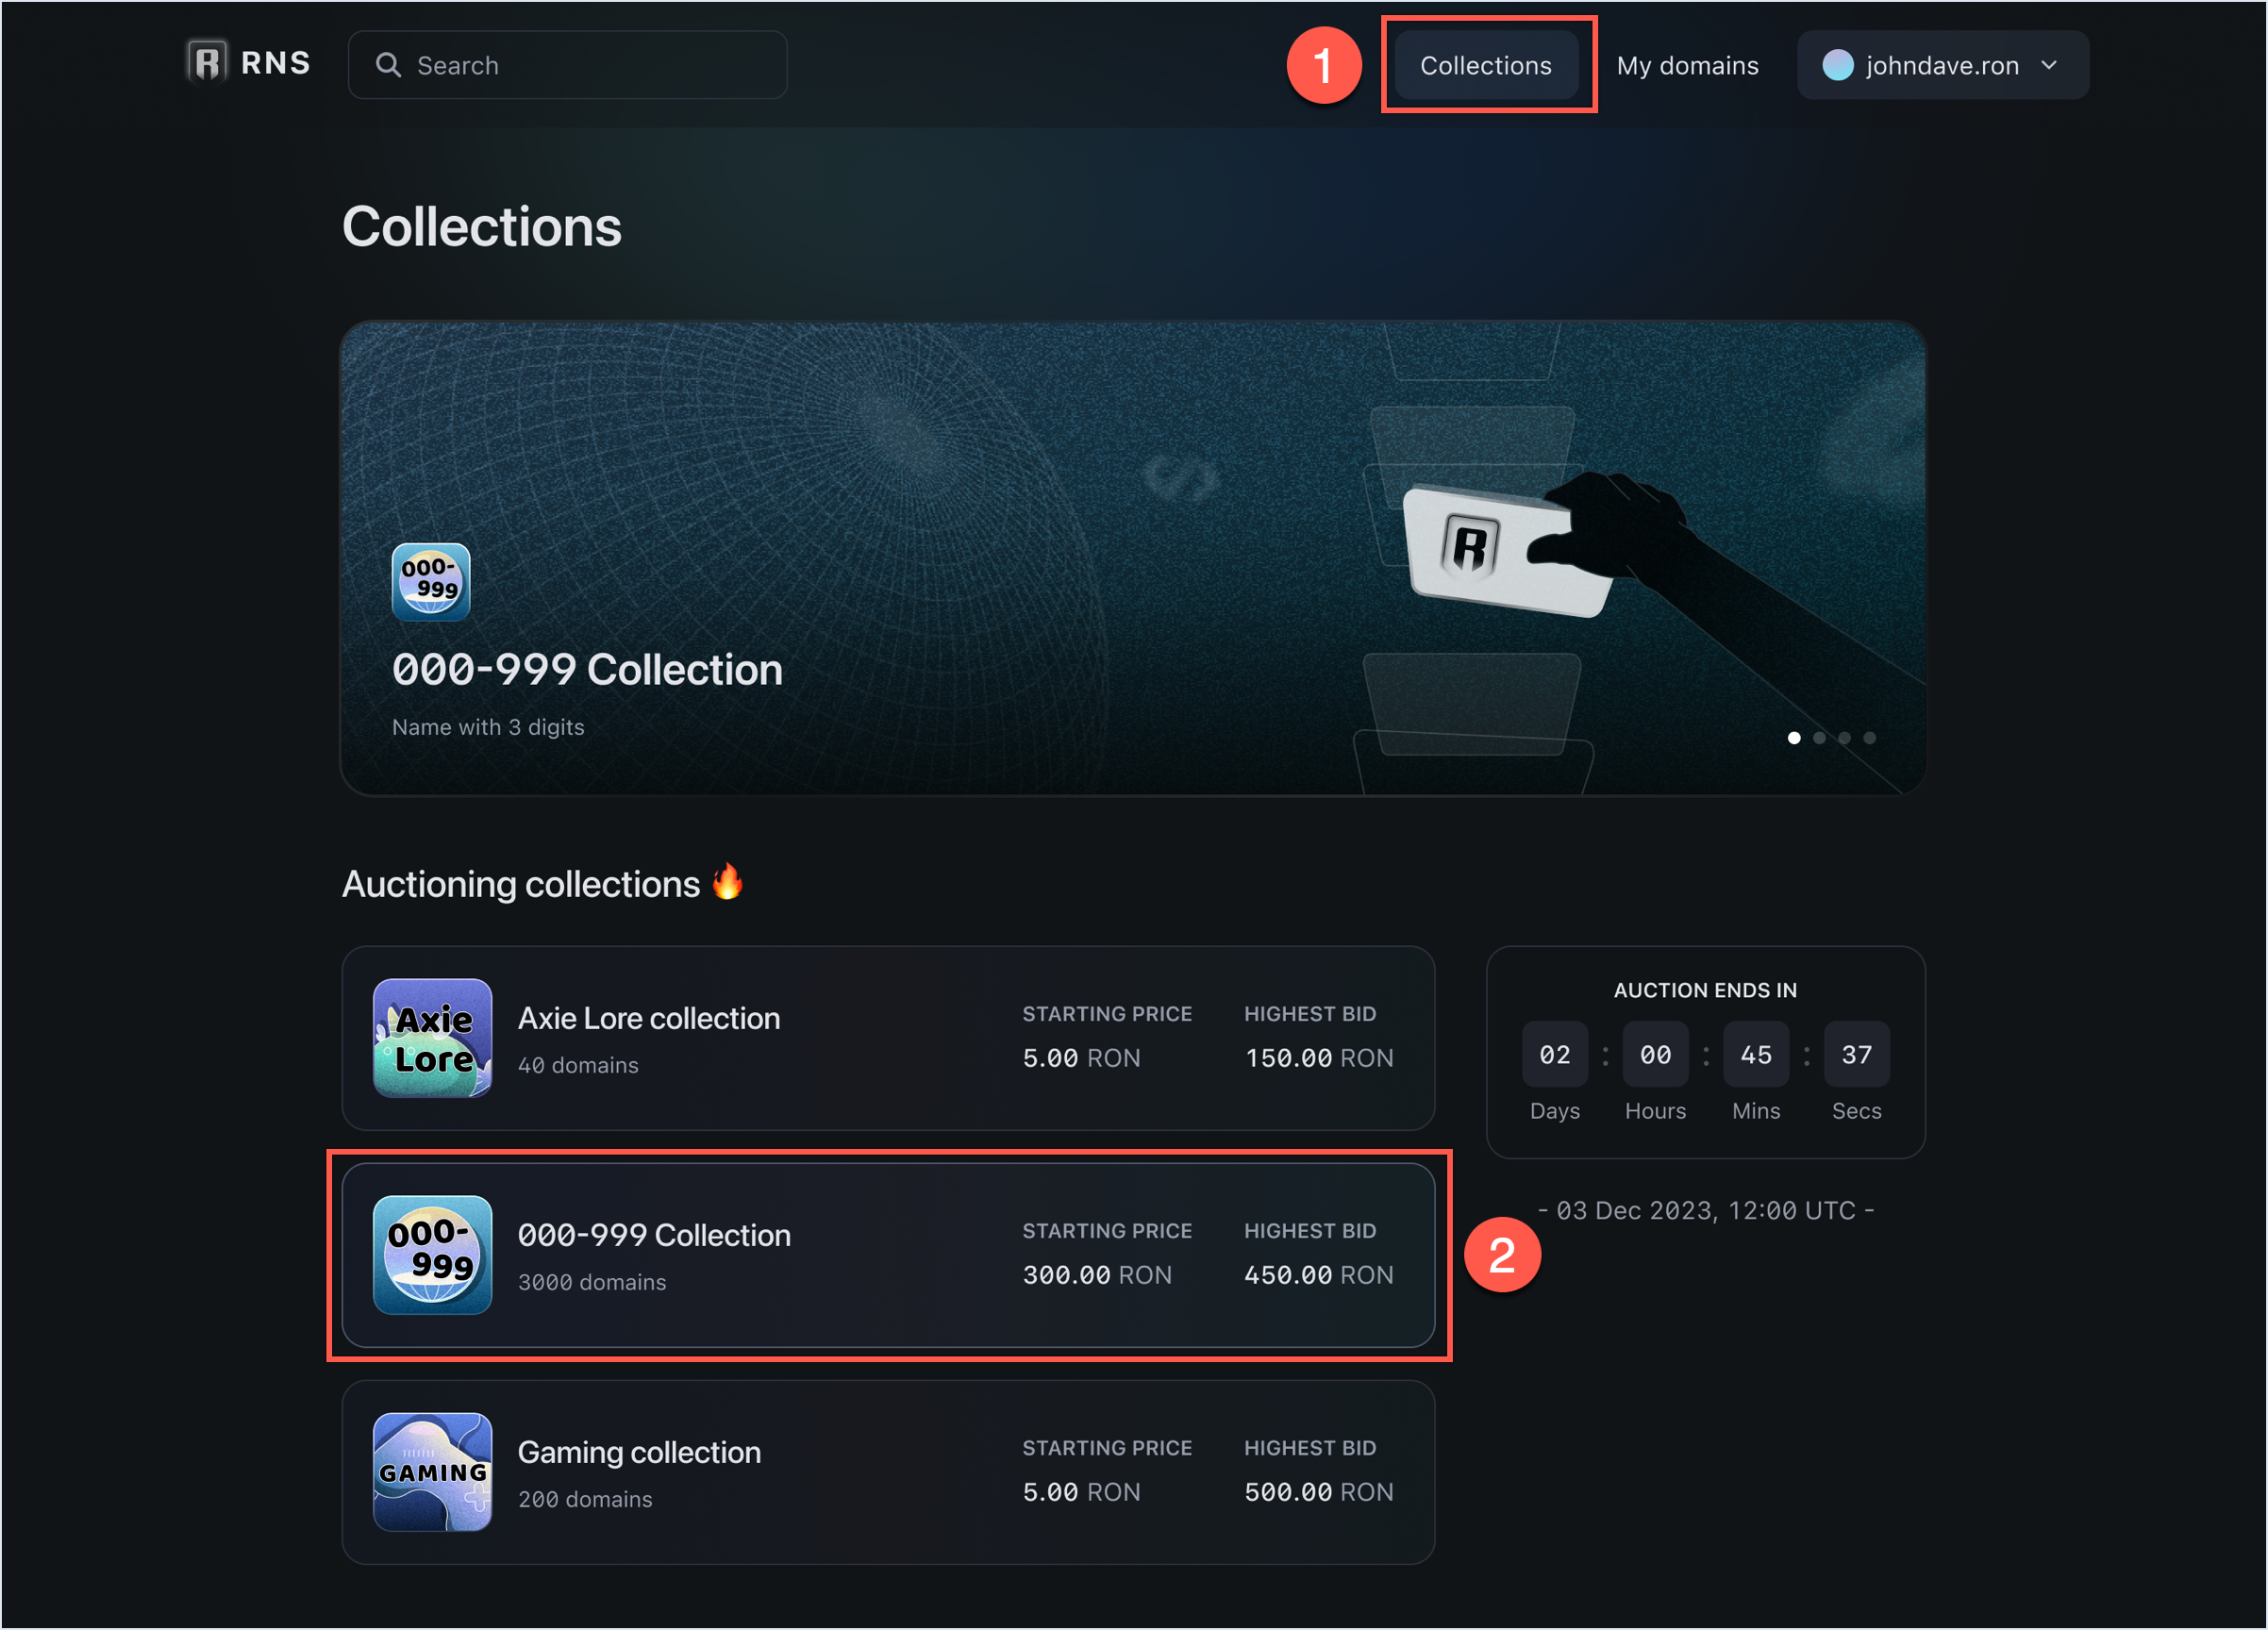 RNS
Search
1
Collections
My domains
johndave.ron
Collections
000-
999
000-999 Collection
Name with 3 digits
Auctioning collections 🔥
Axie
Lore
Axie Lore collection
40 domains
STARTING PRICE
5.00 RON
HIGHEST BID
150.00 RON
AUCTION ENDS IN
02 : 00 : 45 : 37
Days Hours Mins Secs
- 03 Dec 2023, 12:00 UTC -
000-
999
000-999 Collection
3000 domains
STARTING PRICE
300.00 RON
HIGHEST BID
450.00 RON
2
GAMING
Gaming collection
200 domains
STARTING PRICE
5.00 RON
HIGHEST BID
500.00 RON